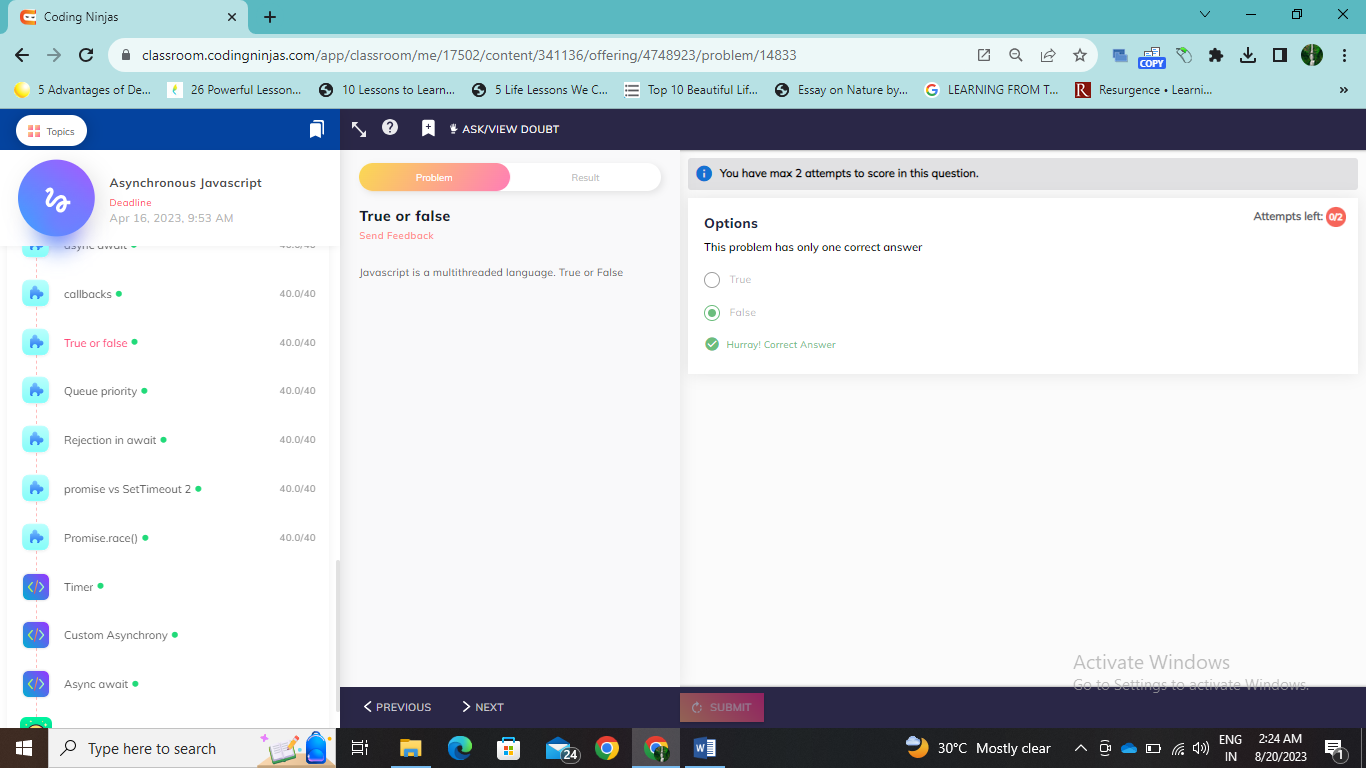 Coding Ninjas
classroom.codingninjas.com/app/classroom/me/17502/content/341136/offering/4748923/problem/14833
COPY
5 Advantages of De...
26 Powerful Lesson...
10 Lessons to Learn...
5 Life Lessons We C...
Top 10 Beautiful Lif...
Essay on Nature by...
LEARNING FROM T...
Resurgence • Learni...
»
Topics
ASK/VIEW DOUBT
Asynchronous Javascript
Deadline
Apr 16, 2023, 9:53 AM
async await 40.0/40
callbacks 40.0/40
True or false 40.0/40
Queue priority 40.0/40
Rejection in await 40.0/40
promise vs SetTimeout 2 40.0/40
Promise.race() 40.0/40
Timer
Custom Asynchrony
Async await
Problem
Result
True or false
Send Feedback
Javascript is a multithreaded language. True or False
PREVIOUS
NEXT
You have max 2 attempts to score in this question.
Options
Attempts left: 0/2
This problem has only one correct answer
True
False
Hurray! Correct Answer
SUBMIT
Activate Windows
Go to Settings to activate Windows.
Type here to search
24
30°C Mostly clear
ENG
IN
2:24 AM
8/20/2023
1